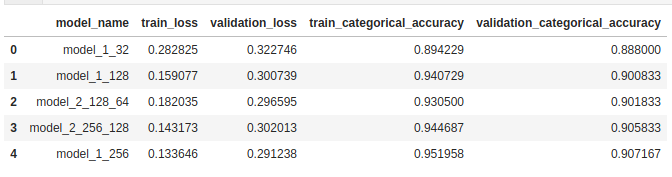 model_name train_loss validation_loss train_categorical_accuracy validation_categorical_accuracy
0 model_1_32 0.282825 0.322746 0.894229 0.888000
1 model_1_128 0.159077 0.300739 0.940729 0.900833
2 model_2_128_64 0.182035 0.296595 0.930500 0.901833
3 model_2_256_128 0.143173 0.302013 0.944687 0.905833
4 model_1_256 0.133646 0.291238 0.951958 0.907167